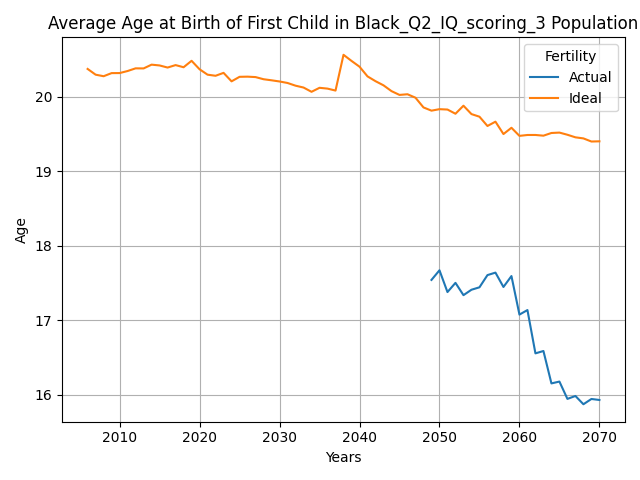 Average Age at Birth of First Child in Black_Q2_IQ_scoring_3 Population
Fertility
Actual
Ideal
Age
20
19
18
17
16
2010 2020 2030 2040 2050 2060 2070
Years